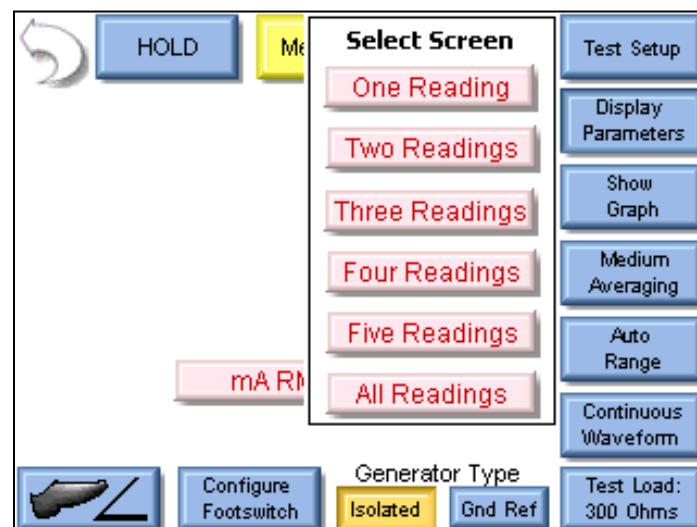 HOLD
Select Screen
One Reading
Two Readings
Three Readings
Four Readings
Five Readings
All Readings
mA
Test Setup
Display
Parameters
Show
Graph
Medium
Averaging
Auto
Range
Continuous
Waveform
Configure
Footswitch
Generator Type
Isolated
Gnd Ref
Test Load:
300 Ohms